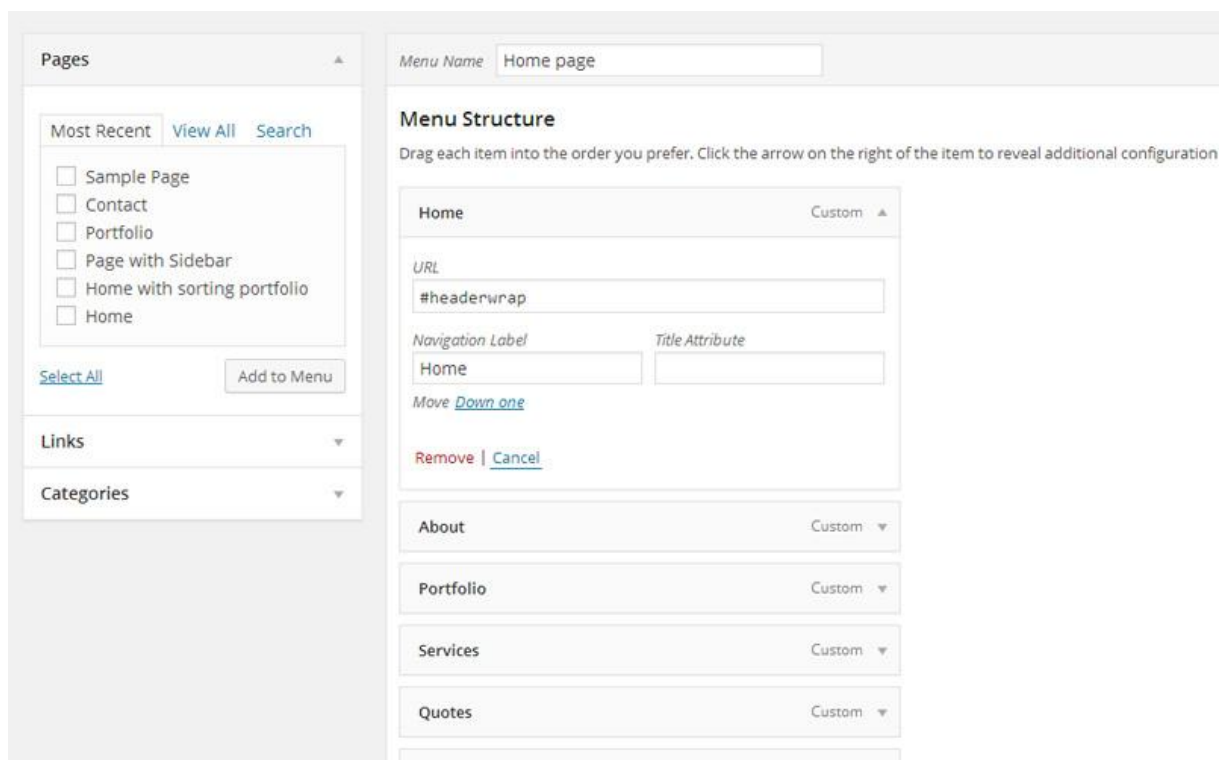 Pages
Most Recent View All Search
Sample Page
Contact
Portfolio
Page with Sidebar
Home with sorting portfolio
Home
Select All Add to Menu
Links
Categories
Menu Name Home page
Menu Structure
Drag each item into the order you prefer. Click the arrow on the right of the item to reveal additional configuration
Home Custom
URL
#headerwrap
Navigation Label Title Attribute
Home
Move Down one
Remove | Cancel
About Custom
Portfolio Custom
Services Custom
Quotes Custom